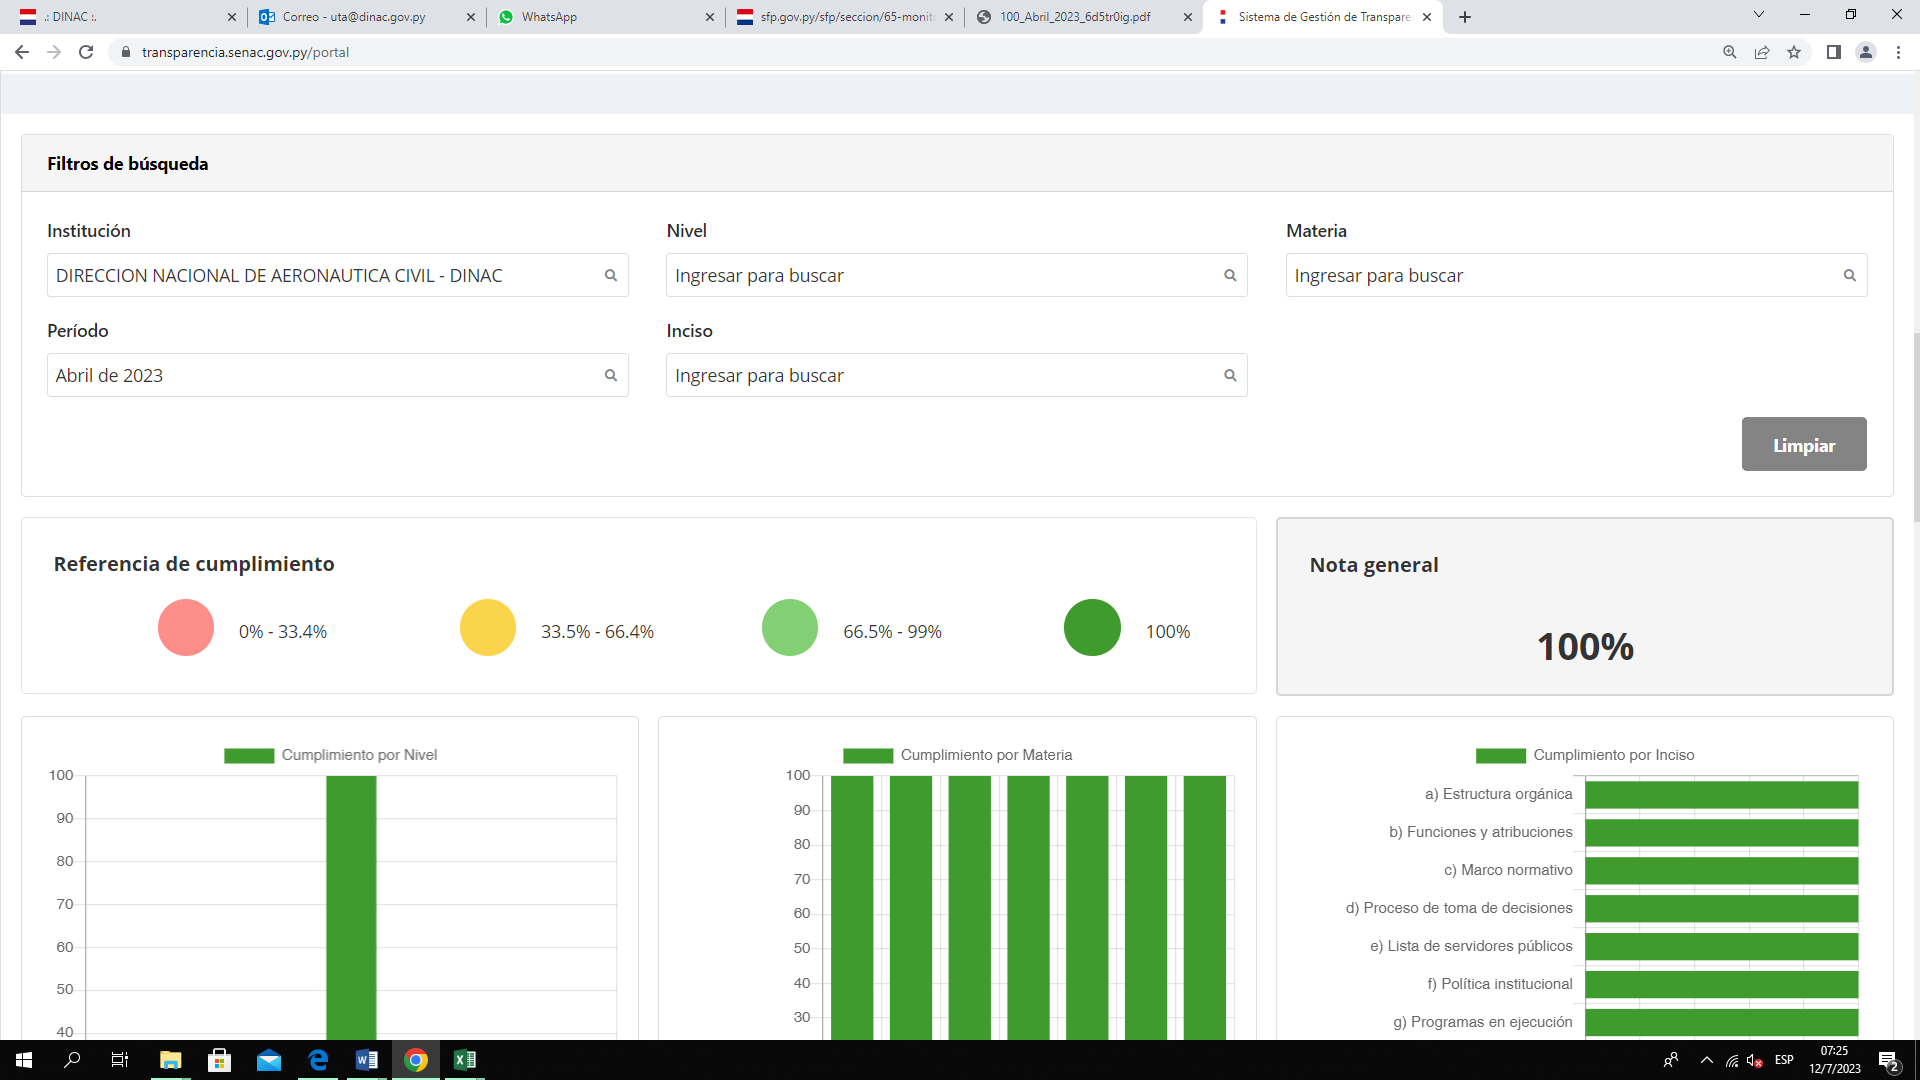 .: DINAC :.
Correo - uta@dinac.gov.py
WhatsApp
sfp.gov.py/sfp/seccion/65-monit
100_Abril_2023_6d5tr0ig.pdf
Sistema de Gestión de Transpare
transparencia.senac.gov.py/portal
Filtros de búsqueda
Institución
Nivel
Materia
DIRECCION NACIONAL DE AERONAUTICA CIVIL - DINAC
Ingresar para buscar
Ingresar para buscar
Período
Inciso
Abril de 2023
Ingresar para buscar
Limpiar
Referencia de cumplimiento
0% - 33.4%
33.5% - 66.4%
66.5% - 99%
100%
Nota general
100%
Cumplimiento por Nivel
100
90
80
70
60
50
40
Cumplimiento por Materia
100
90
80
70
60
50
40
30
Cumplimiento por Inciso
a) Estructura orgánica
b) Funciones y atribuciones
c) Marco normativo
d) Proceso de toma de decisiones
e) Lista de servidores públicos
f) Política institucional
g) Programas en ejecución
ESP
07:25
12/7/2023
2